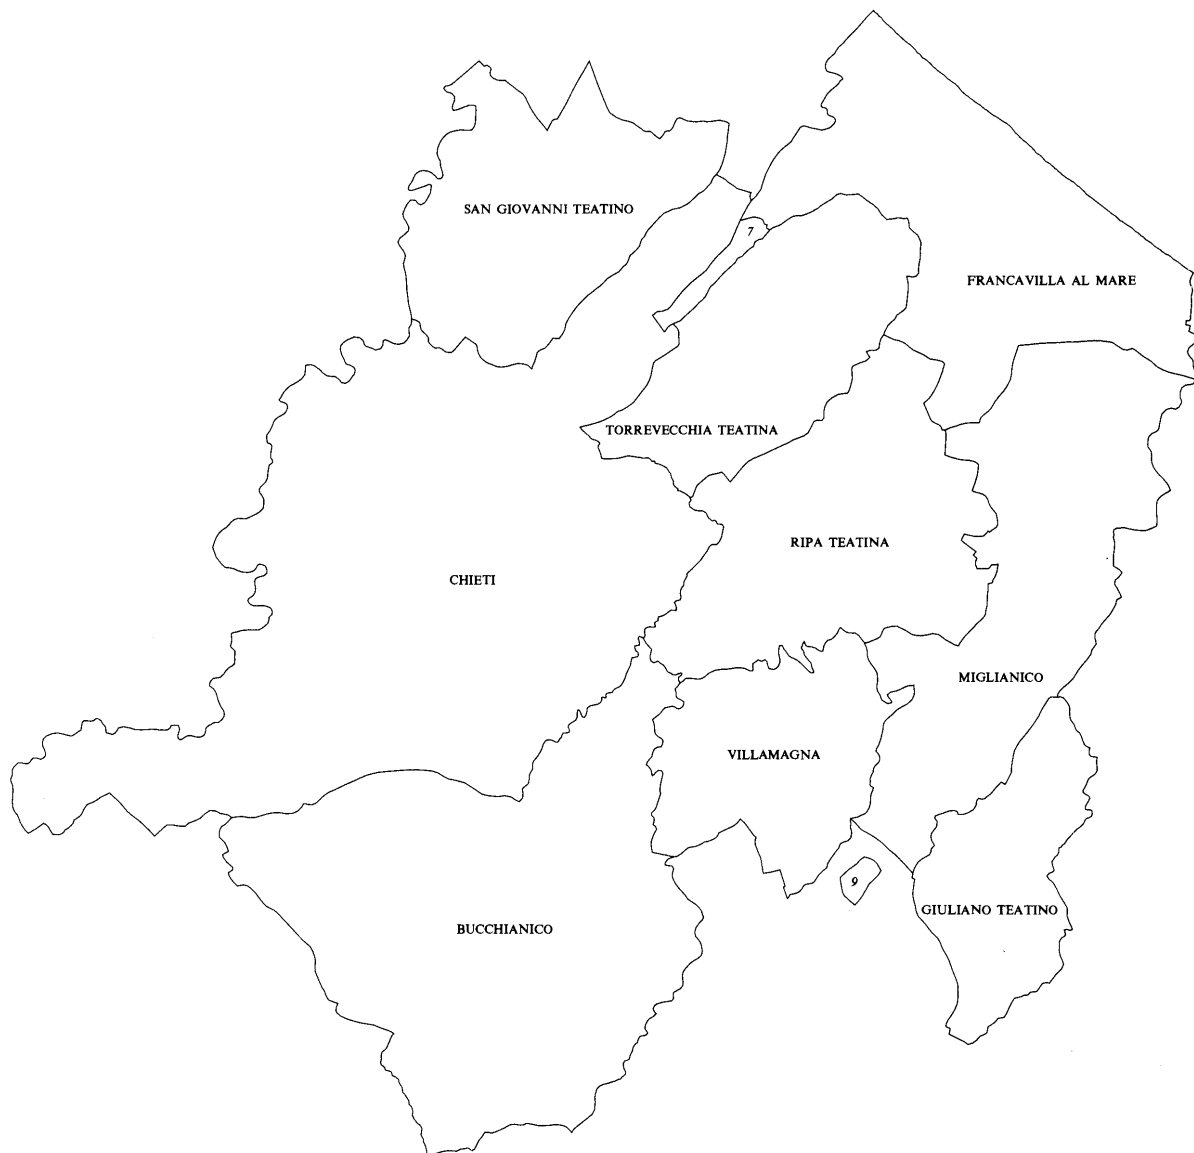 SAN GIOVANNI TEATINO
7
FRANCAVILLA AL MARE
TORREVECCHIA TEATINA
RIPA TEATINA
CHIETI
MIGLIANICO
VILLAMAGNA
9
GIULIANO TEATINO
BUCCHIANICO